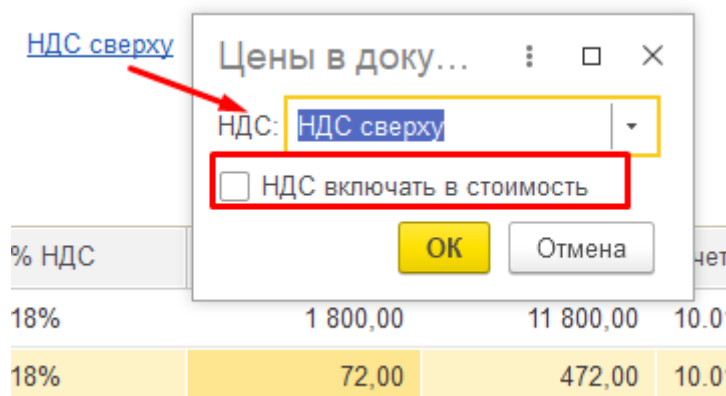 НДС сверху
Цены в доку...
НДС: НДС сверху
НДС включать в стоимость
ОК Отмена
% НДС
18% 1 800,00 11 800,00 10.0
18% 72,00 472,00 10.0